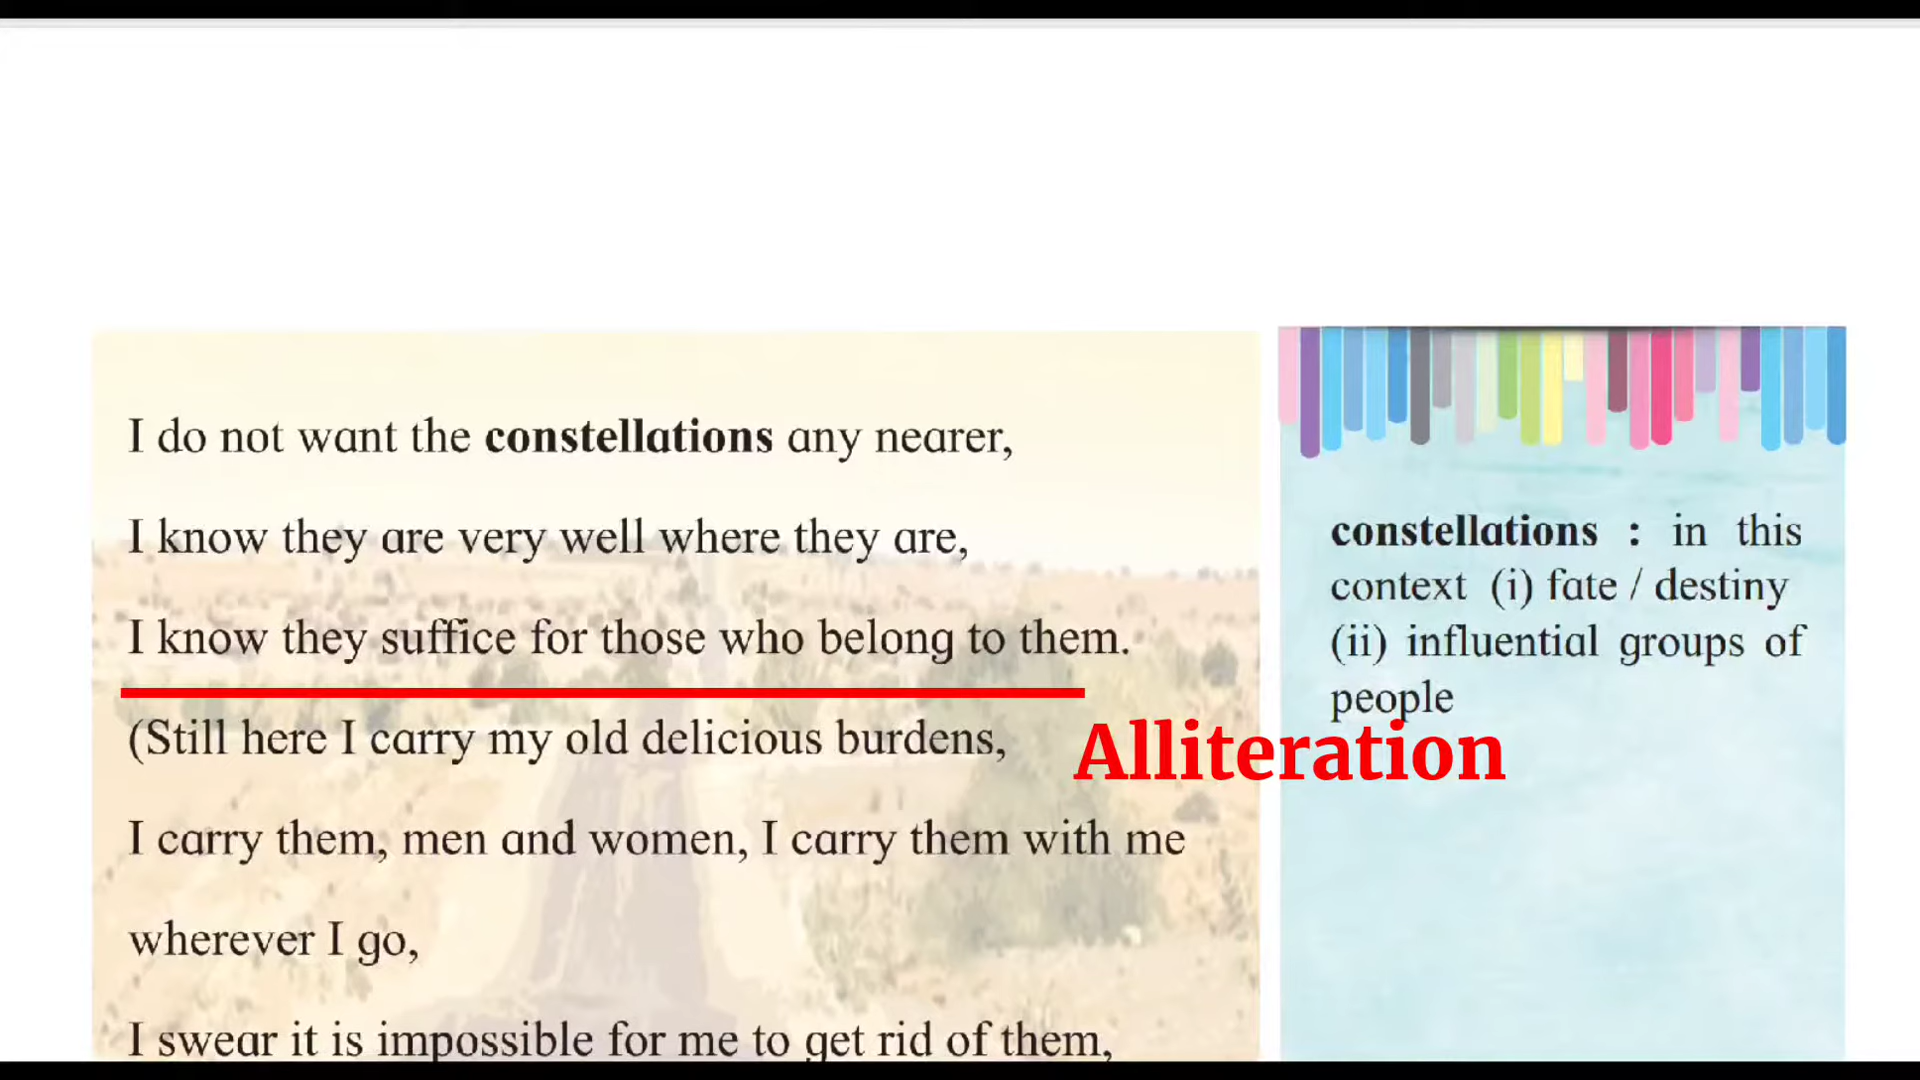 I do not want the constellations any nearer,
I know they are very well where they are,
I know they suffice for those who belong to them.
(Still here I carry my old delicious burdens,
I carry them, men and women, I carry them with me
wherever I go,
I swear it is impossible for me to get rid of them,
constellations : in this
context (i) fate / destiny
(ii) influential groups of
people
Alliteration